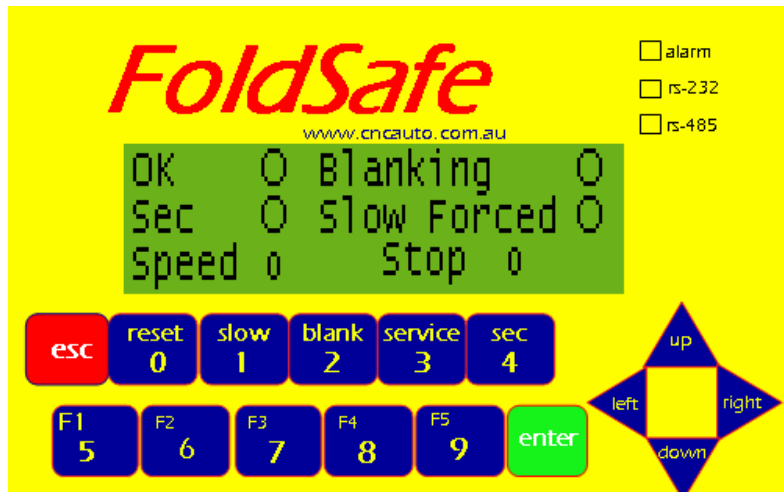 FoldSafe
www.cncauto.com.au
alarm
rs-232
rs-485
OK O Blanking O
Sec O Slow Forced O
Speed 0 Stop 0
esc
reset slow blank service sec
0 1 2 3 4
F1 F2 F3 F4 F5
5 6 7 8 9
enter
up
left right
down